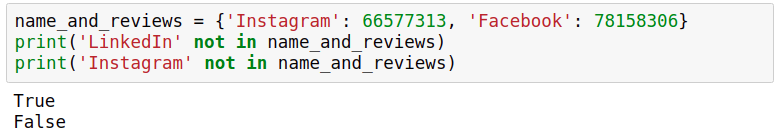 name_and_reviews = {'Instagram': 66577313, 'Facebook': 78158306}
print('LinkedIn' not in name_and_reviews)
print('Instagram' not in name_and_reviews)
True
False